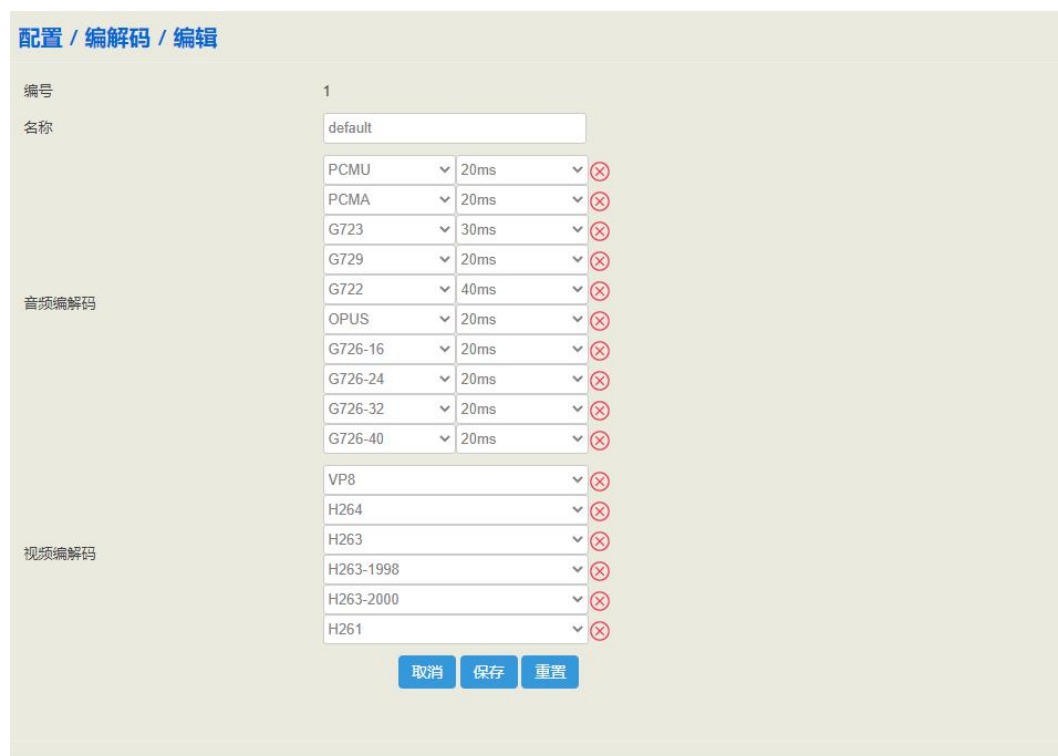 配置 / 编解码 / 编辑
编号 1
名称 default
音频编解码
PCMU 20ms
PCMA 20ms
G723 30ms
G729 20ms
G722 40ms
OPUS 20ms
G726-16 20ms
G726-24 20ms
G726-32 20ms
G726-40 20ms
视频编解码
VP8
H264
H263
H263-1998
H263-2000
H261
取消 保存 重置